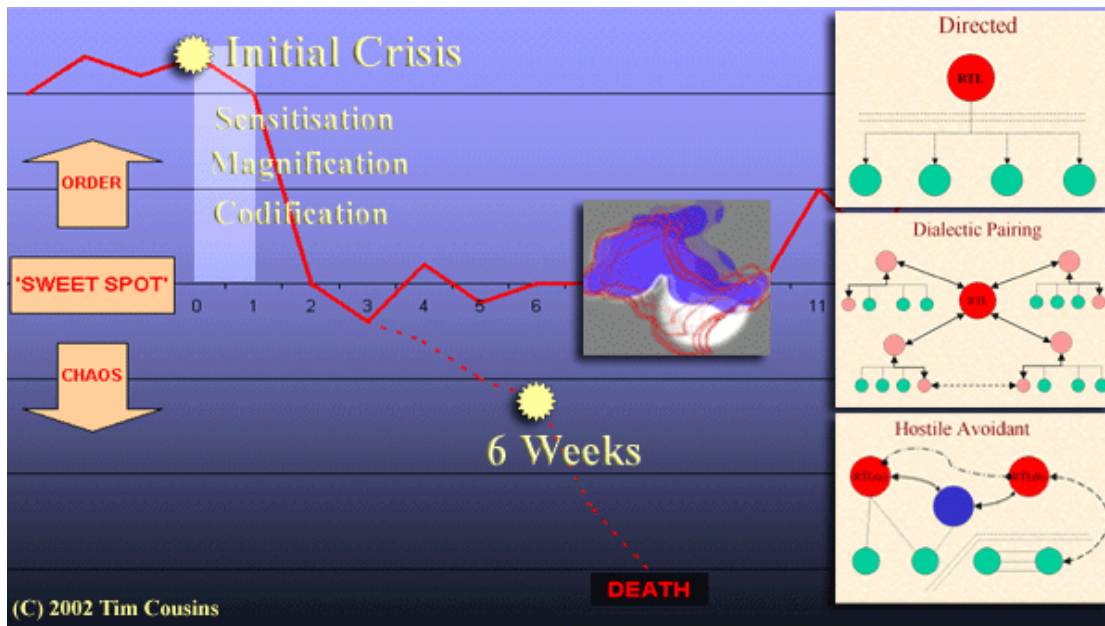 Initial Crisis
Sensitisation
Magnification
Codification
ORDER
'SWEET SPOT'
CHAOS
0 1 2 3 4 5 6 11
6 Weeks
DEATH
(C) 2002 Tim Cousins
Directed
RTL
Dialectic Pairing
RTL
Hostile Avoidant